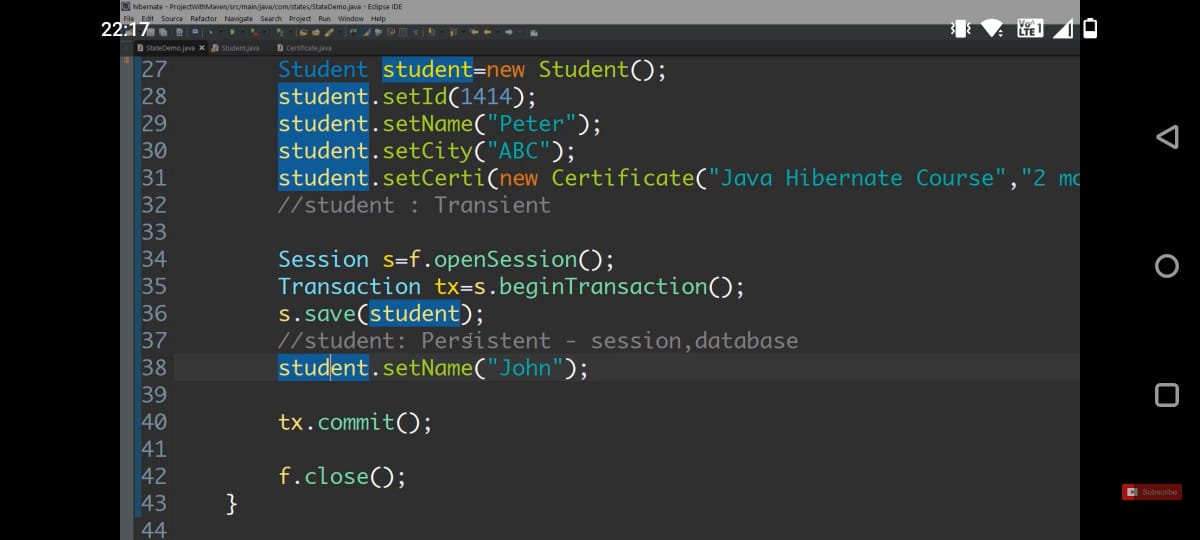 hibernate - ProjectWithMaven/src/main/java/com/states/StateDemo.java - Eclipse IDE
File Edit Source Refactor Navigate Search Project Run Window Help
22:17
Vo)
LTE 1
StateDemo.java Student.java Certificate.java
27 Student student=new Student();
28 student.setId(1414);
29 student.setName("Peter");
30 student.setCity("ABC");
31 student.setCerti(new Certificate("Java Hibernate Course","2 mo
32 //student : Transient
33
34 Session s=f.openSession();
35 Transaction tx=s.beginTransaction();
36 s.save(student);
37 //student: Persistent - session,database
38 student.setName("John");
39
40 tx.commit();
41
42 f.close();
43 }
44
Subscribe